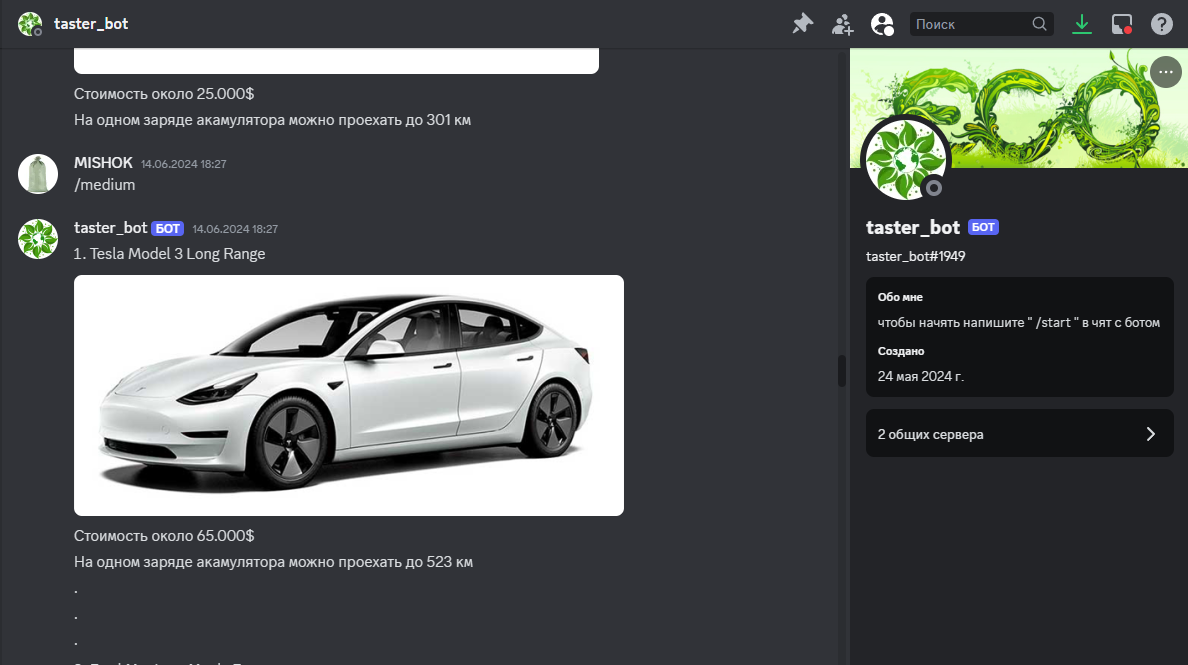 taster_bot
Поиск
Стоимость около 25.000$
На одном заряде акамулятора можно проехать до 301 км
MISHOK 14.06.2024 18:27
/medium
taster_bot БОТ 14.06.2024 18:27
1. Tesla Model 3 Long Range
Стоимость около 65.000$
На одном заряде акамулятора можно проехать до 523 км
.
.
.
ECO
taster_bot БОТ
taster_bot#1949
Обо мне
чтобы начять напишите " /start " в чят с ботом
Создано
24 мая 2024 г.
2 общих сервера